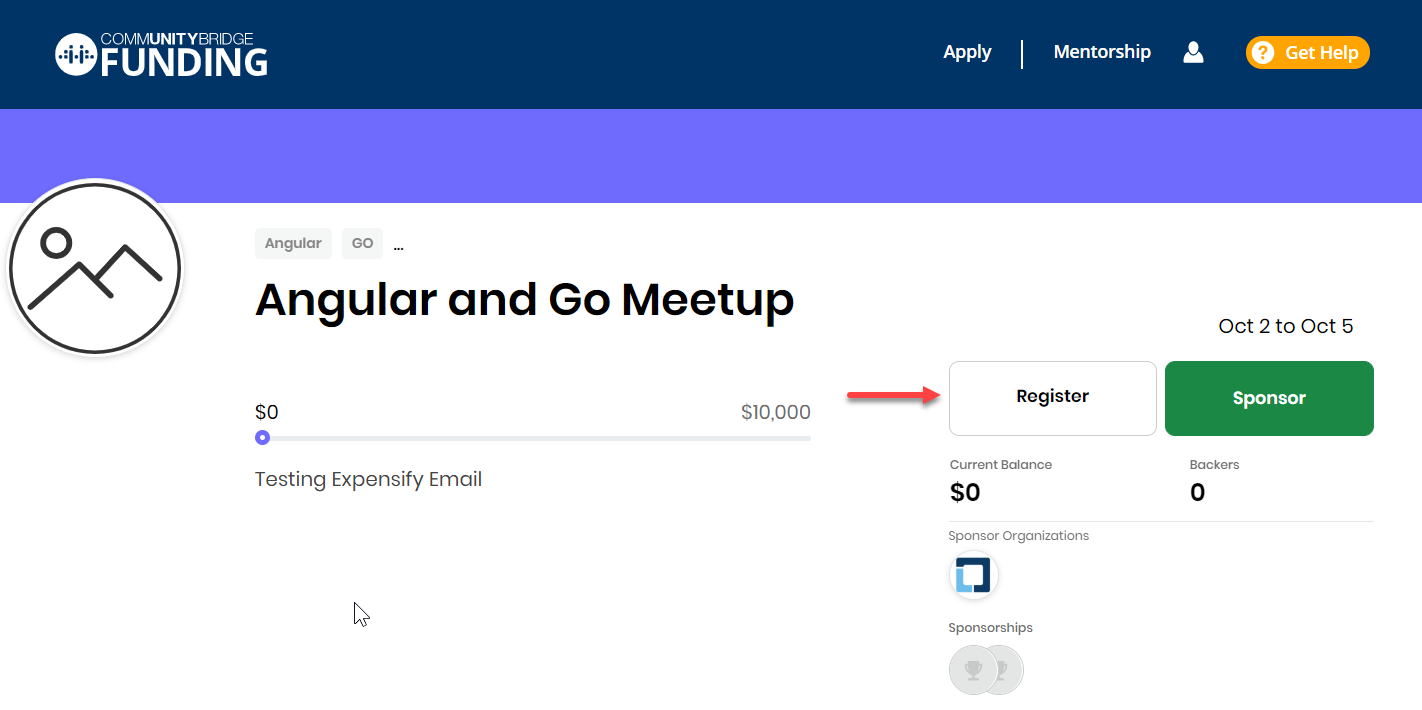 COMMUNITYBRIDGE
FUNDING
Apply
Mentorship
? Get Help
Angular
GO
...
Angular and Go Meetup
Oct 2 to Oct 5
$0
$10,000
Testing Expensify Email
Register
Sponsor
Current Balance
Backers
$0
0
Sponsor Organizations
Sponsorships